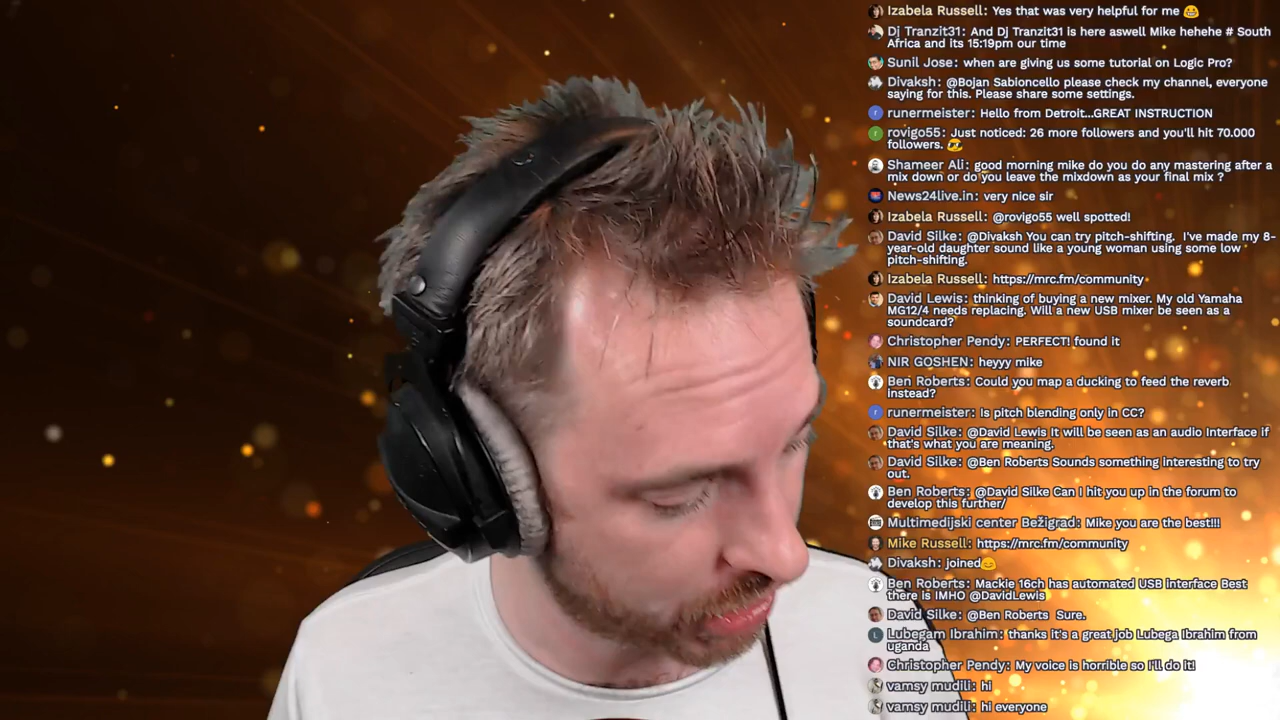 Izabela Russell: Yes that was very helpful for me 😀
Dj Tranzit31: And Dj Tranzit31 is here aswell Mike hehehe # South
Africa and its 15:19pm our time
Sunil Jose: when are giving us some tutorial on Logic Pro?
Divaksh: @Bojan Sabioncello please check my channel, everyone
saying for this. Please share some settings.
r runermeister: Hello from Detroit...GREAT INSTRUCTION
r rovigo55: Just noticed: 26 more followers and you'll hit 70.000
followers.
Shameer Ali: good morning mike do you do any mastering after a
mix down or do you leave the mixdown as your final mix ?
News24live.in: very nice sir
Izabela Russell: @rovigo55 well spotted!
David Silke: @Divaksh You can try pitch-shifting. I've made my 8-
year-old daughter sound like a young woman using some low
pitch-shifting.
Izabela Russell: https://mrc.fm/community
David Lewis: thinking of buying a new mixer. My old Yamaha
MG12/4 needs replacing. Will a new USB mixer be seen as a
soundcard?
Christopher Pendy: PERFECT! found it
NIR GOSHEN: heyyy mike
Ben Roberts: Could you map a ducking to feed the reverb
instead?
r runermeister: Is pitch blending only in CC?
David Silke: @David Lewis It will be seen as an audio Interface if
that's what you are meaning.
David Silke: @Ben Roberts Sounds something interesting to try
out.
Ben Roberts: @David Silke Can I hit you up in the forum to
develop this further/
Multimedijski center Bežigrad: Mike you are the best!!!
Mike Russell: https://mrc.fm/community
Divaksh: joined😊
Ben Roberts: Mackie 16ch has automated USB interface Best
there is IMHO @DavidLewis
David Silke: @Ben Roberts Sure.
L Lubegam Ibrahim: thanks it's a great job Lubega Ibrahim from
uganda
Christopher Pendy: My voice is horrible so I'll do it!
vamsy mudili: hi
vamsy mudili: hi everyone